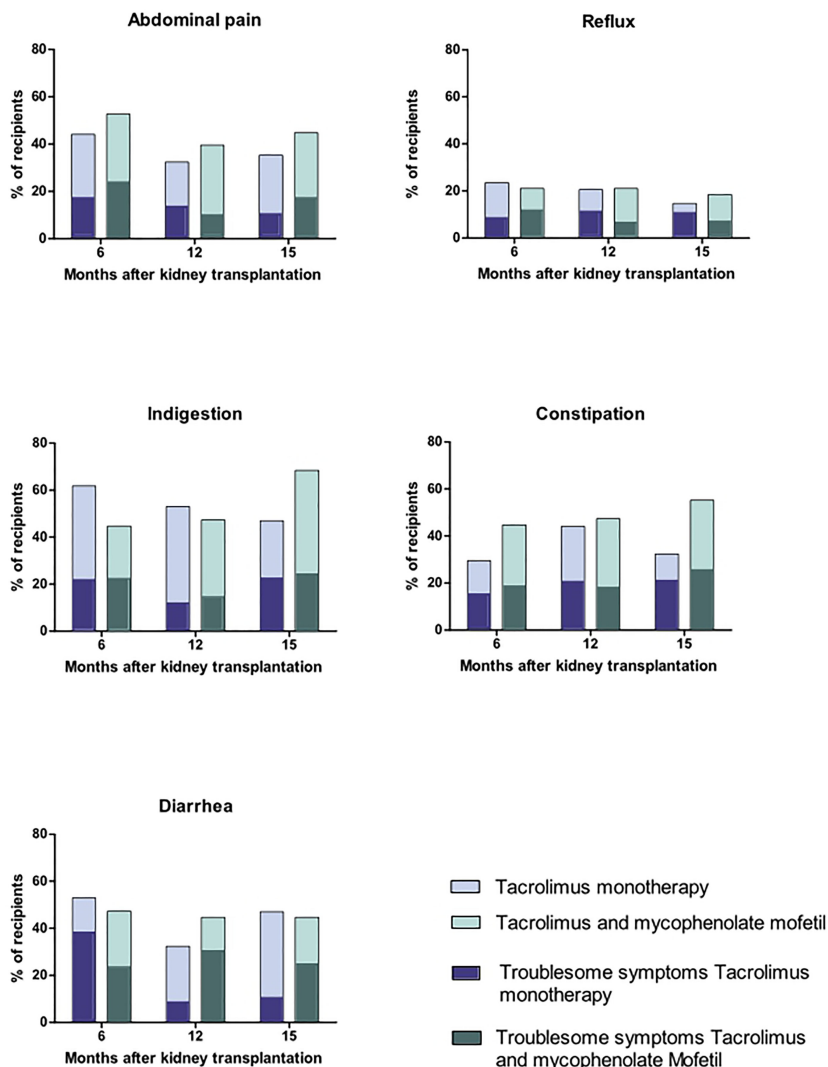 Abdominal pain
80
60
40
20
0
% of recipients
6 12 15
Months after kidney transplantation
Reflux
80
60
40
20
0
% of recipients
6 12 15
Months after kidney transplantation
Indigestion
80
60
40
20
0
% of recipients
6 12 15
Months after kidney transplantation
Constipation
80
60
40
20
0
% of recipients
6 12 15
Months after kidney transplantation
Diarrhea
80
60
40
20
0
% of recipients
6 12 15
Months after kidney transplantation
Tacrolimus monotherapy
Tacrolimus and mycophenolate mofetil
Troublesome symptoms Tacrolimus
monotherapy
Troublesome symptoms Tacrolimus
and mycophenolate Mofetil